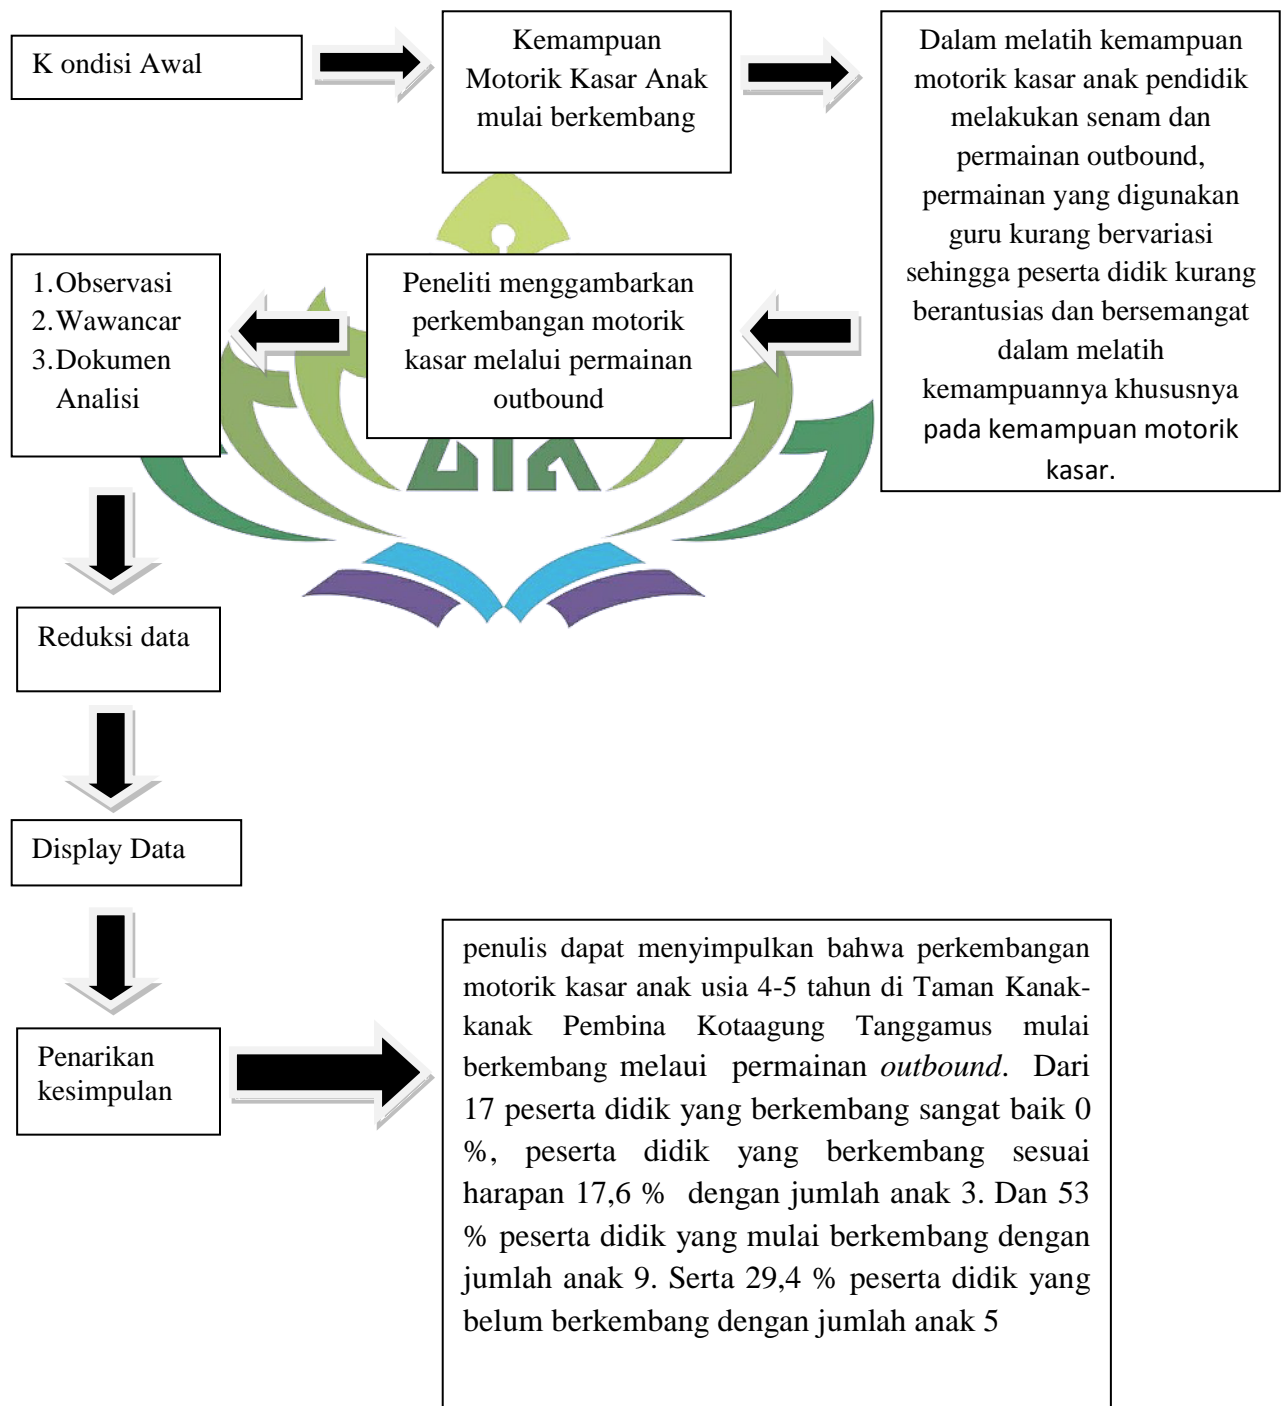 K ondisi Awal
Kemampuan
Motorik Kasar Anak
mulai berkembang
Dalam melatih kemampuan
motorik kasar anak pendidik
melakukan senam dan
permainan outbound,
permainan yang digunakan
guru kurang bervariasi
sehingga peserta didik kurang
berantusias dan bersemangat
dalam melatih
kemampuannya khususnya
pada kemampuan motorik
kasar.
Peneliti menggambarkan
perkembangan motorik
kasar melalui permainan
outbound
1. Observasi
2. Wawancar
3. Dokumen
Analisi
Reduksi data
Display Data
Penarikan
kesimpulan
penulis dapat menyimpulkan bahwa perkembangan
motorik kasar anak usia 4-5 tahun di Taman Kanak-
kanak Pembina Kotaagung Tanggamus mulai
berkembang melaui permainan outbound. Dari
17 peserta didik yang berkembang sangat baik 0
%, peserta didik yang berkembang sesuai
harapan 17,6 % dengan jumlah anak 3. Dan 53
% peserta didik yang mulai berkembang dengan
jumlah anak 9. Serta 29,4 % peserta didik yang
belum berkembang dengan jumlah anak 5